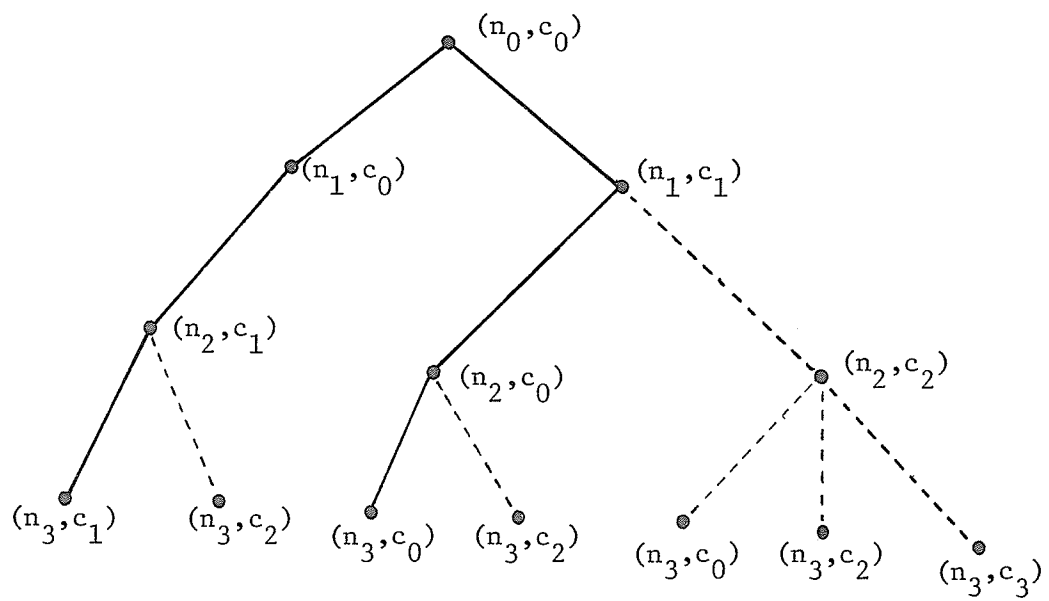 (n₀,c₀)
(n₁,c₀)
(n₁,c₁)
(n₂,c₁)
(n₂,c₀)
(n₂,c₂)
(n₃,c₁)
(n₃,c₂)
(n₃,c₀)
(n₃,c₂)
(n₃,c₀)
(n₃,c₂)
(n₃,c₃)